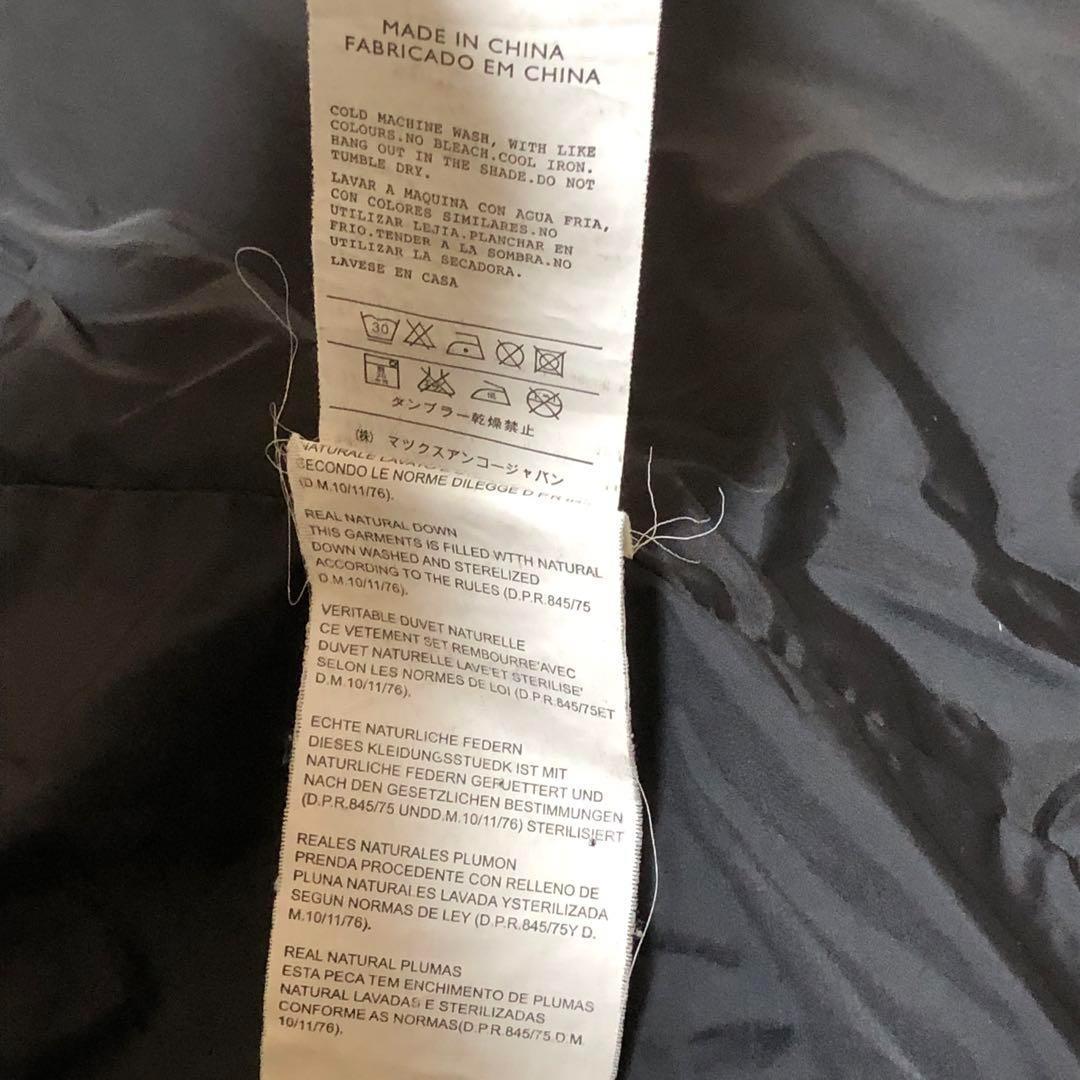 MADE IN CHINA
FABRICADO EM CHINA
COLD MACHINE WASH, WITH LIKE
COLOURS.NO BLEACH.COOL IRON.
HANG OUT IN THE SHADE.DO NOT
TUMBLE DRY.
LAVAR A MAQUINA CON AGUA FRIA,
CON COLORES SIMILARES.NO
UTILIZAR LEJIA.PLANCHAR EN
FRIO.TENDER A LA SOMBRA.NO
UTILIZAR LA SECADORA.
LAVESE EN CASA
30
タンブラー乾燥禁止
㈱ マツクスアンコージャパン
NATURALE LAVATO
SECONDO LE NORME DILEGGE D.P.R.
(D.M.10/11/76).
REAL NATURAL DOWN
THIS GARMENTS IS FILLED WTTH NATURAL
DOWN WASHED AND STERELIZED
ACCORDING TO THE RULES (D.P.R.845/75
D.M.10/11/76).
VERITABLE DUVET NATURELLE
CE VETEMENT SET REMBOURRE'AVEC
DUVET NATURELLE LAVE'ET STERILISE'
SELON LES NORMES DE LOI (D.P.R.845/75ET
D.M.10/11/76).
ECHTE NATURLICHE FEDERN
DIESES KLEIDUNGSSTUEDK IST MIT
NATURLICHE FEDERN GEFUETTERT UND
NACH DEN GESETZLICHEN BESTIMMUNGEN
(D.P.R.845/75 UNDD.M.10/11/76) STERILISIERT
REALES NATURALES PLUMON
PRENDA PROCEDENTE CON RELLENO DE
PLUNA NATURALES LAVADA YSTERILIZADA
SEGUN NORMAS DE LEY (D.P.R.845/75Y D.
M.10/11/76).
REAL NATURAL PLUMAS
ESTA PECA TEM ENCHIMENTO DE PLUMAS
NATURAL LAVADAS E STERILIZADAS
CONFORME AS NORMAS(D.P.R.845/75.D.M.
10/11/76).